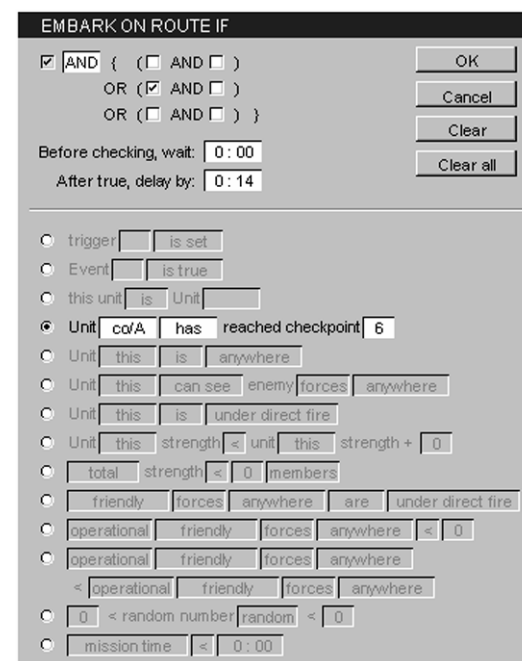 EMBARK ON ROUTE IF
AND { ( AND )
OR ( AND )
OR ( AND ) }
OK
Cancel
Clear
Clear all
Before checking, wait: 0:00
After true, delay by: 0:14
trigger is set
Event is true
this unit is Unit
Unit co/A has reached checkpoint 6
Unit this is anywhere
Unit this can see enemy forces anywhere
Unit this is under direct fire
Unit this strength < unit this strength + 0
total strength < 0 members
friendly forces anywhere are under direct fire
operational friendly forces anywhere < 0
operational friendly forces anywhere
< operational friendly forces anywhere
0 < random number random < 0
mission time < 0:00